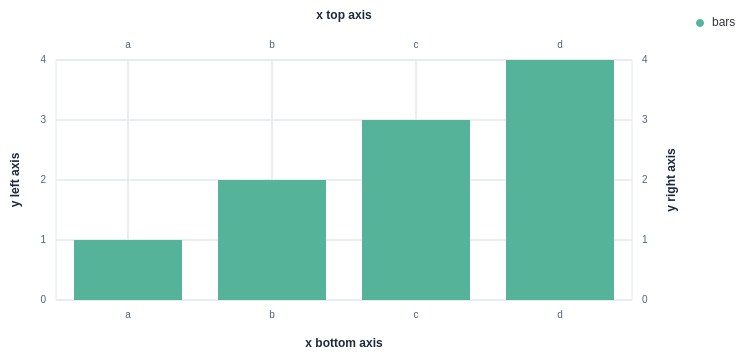 x top axis
bars
a b c d
4 4
3 3
y left axis
y right axis
2 2
1 1
0 0
a b c d
x bottom axis